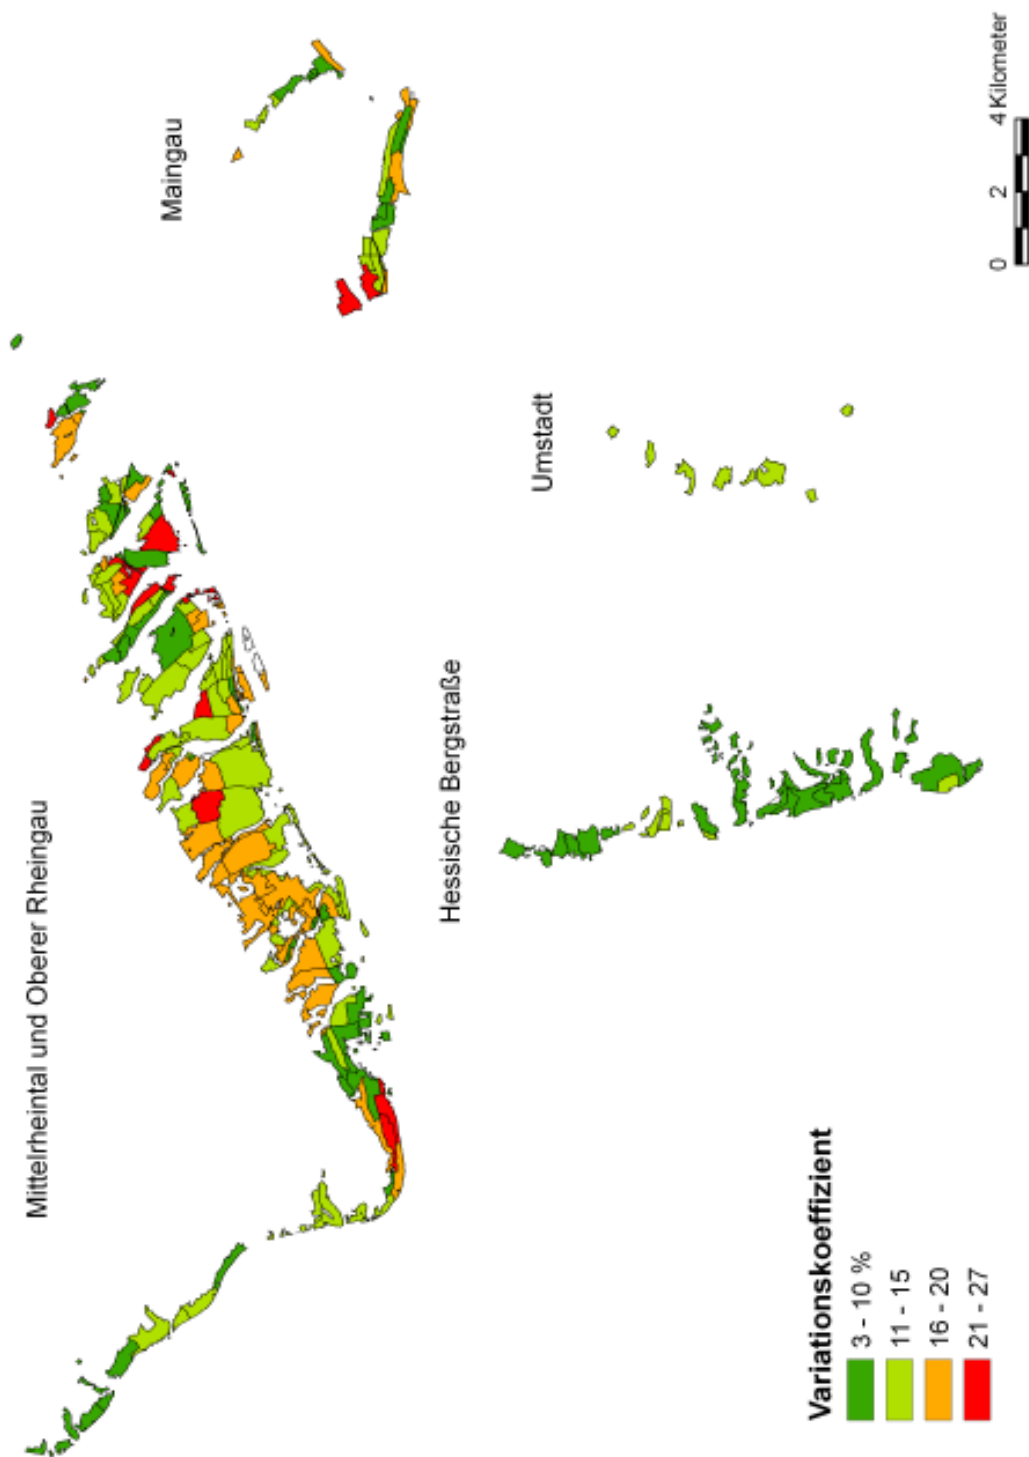 Mittelrheintal und Oberer Rheingau
Maingau
Hessische Bergstraße
Umstadt
Variationskoeffizient
3 - 10 %
11 - 15
16 - 20
21 - 27
0 2 4 Kilometer